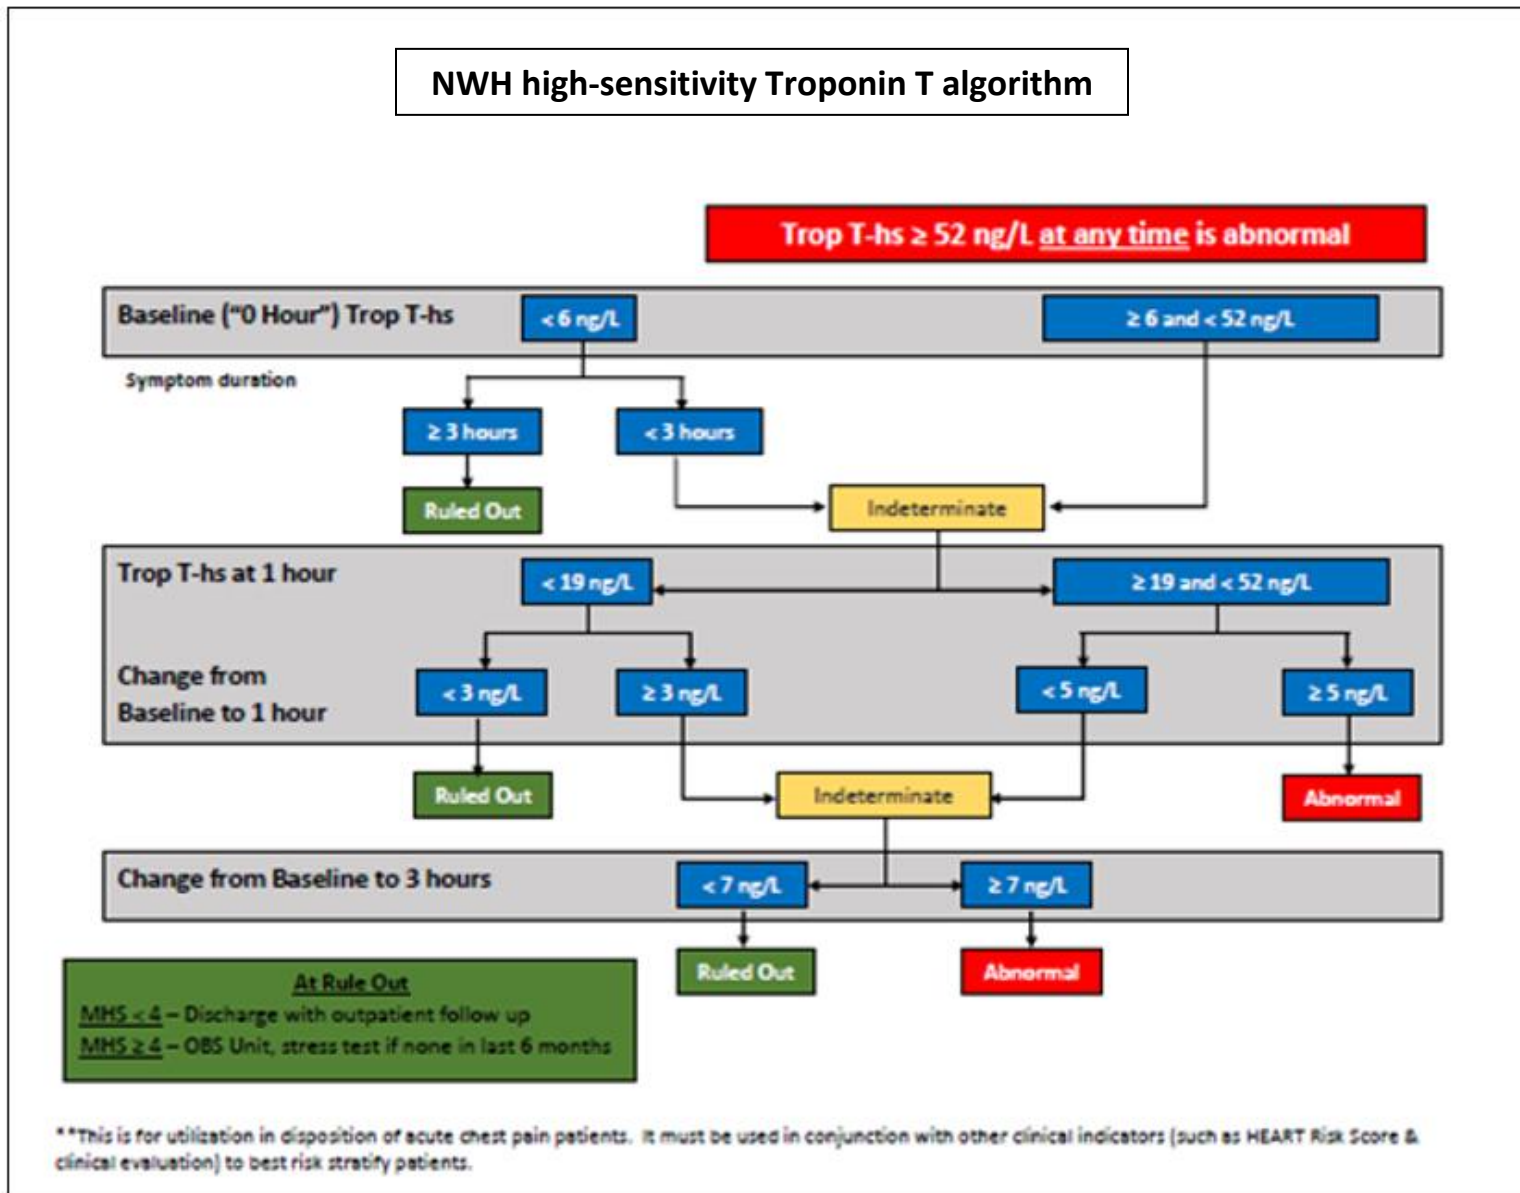 NWH high-sensitivity Troponin T algorithm
Trop T-hs ≥ 52 ng/L at any time is abnormal
Baseline ("0 Hour") Trop T-hs
< 6 ng/L
≥ 6 and < 52 ng/L
Symptom duration
≥ 3 hours
< 3 hours
Ruled Out
Indeterminate
Trop T-hs at 1 hour
< 19 ng/L
≥ 19 and < 52 ng/L
Change from
Baseline to 1 hour
< 3 ng/L
≥ 3 ng/L
< 5 ng/L
≥ 5 ng/L
Ruled Out
Indeterminate
Abnormal
Change from Baseline to 3 hours
< 7 ng/L
≥ 7 ng/L
Ruled Out
Abnormal
At Rule Out
MHS < 4 – Discharge with outpatient follow up
MHS ≥ 4 – OBS Unit, stress test if none in last 6 months
**This is for utilization in disposition of acute chest pain patients. It must be used in conjunction with other clinical indicators (such as HEART Risk Score &
clinical evaluation) to best risk stratify patients.